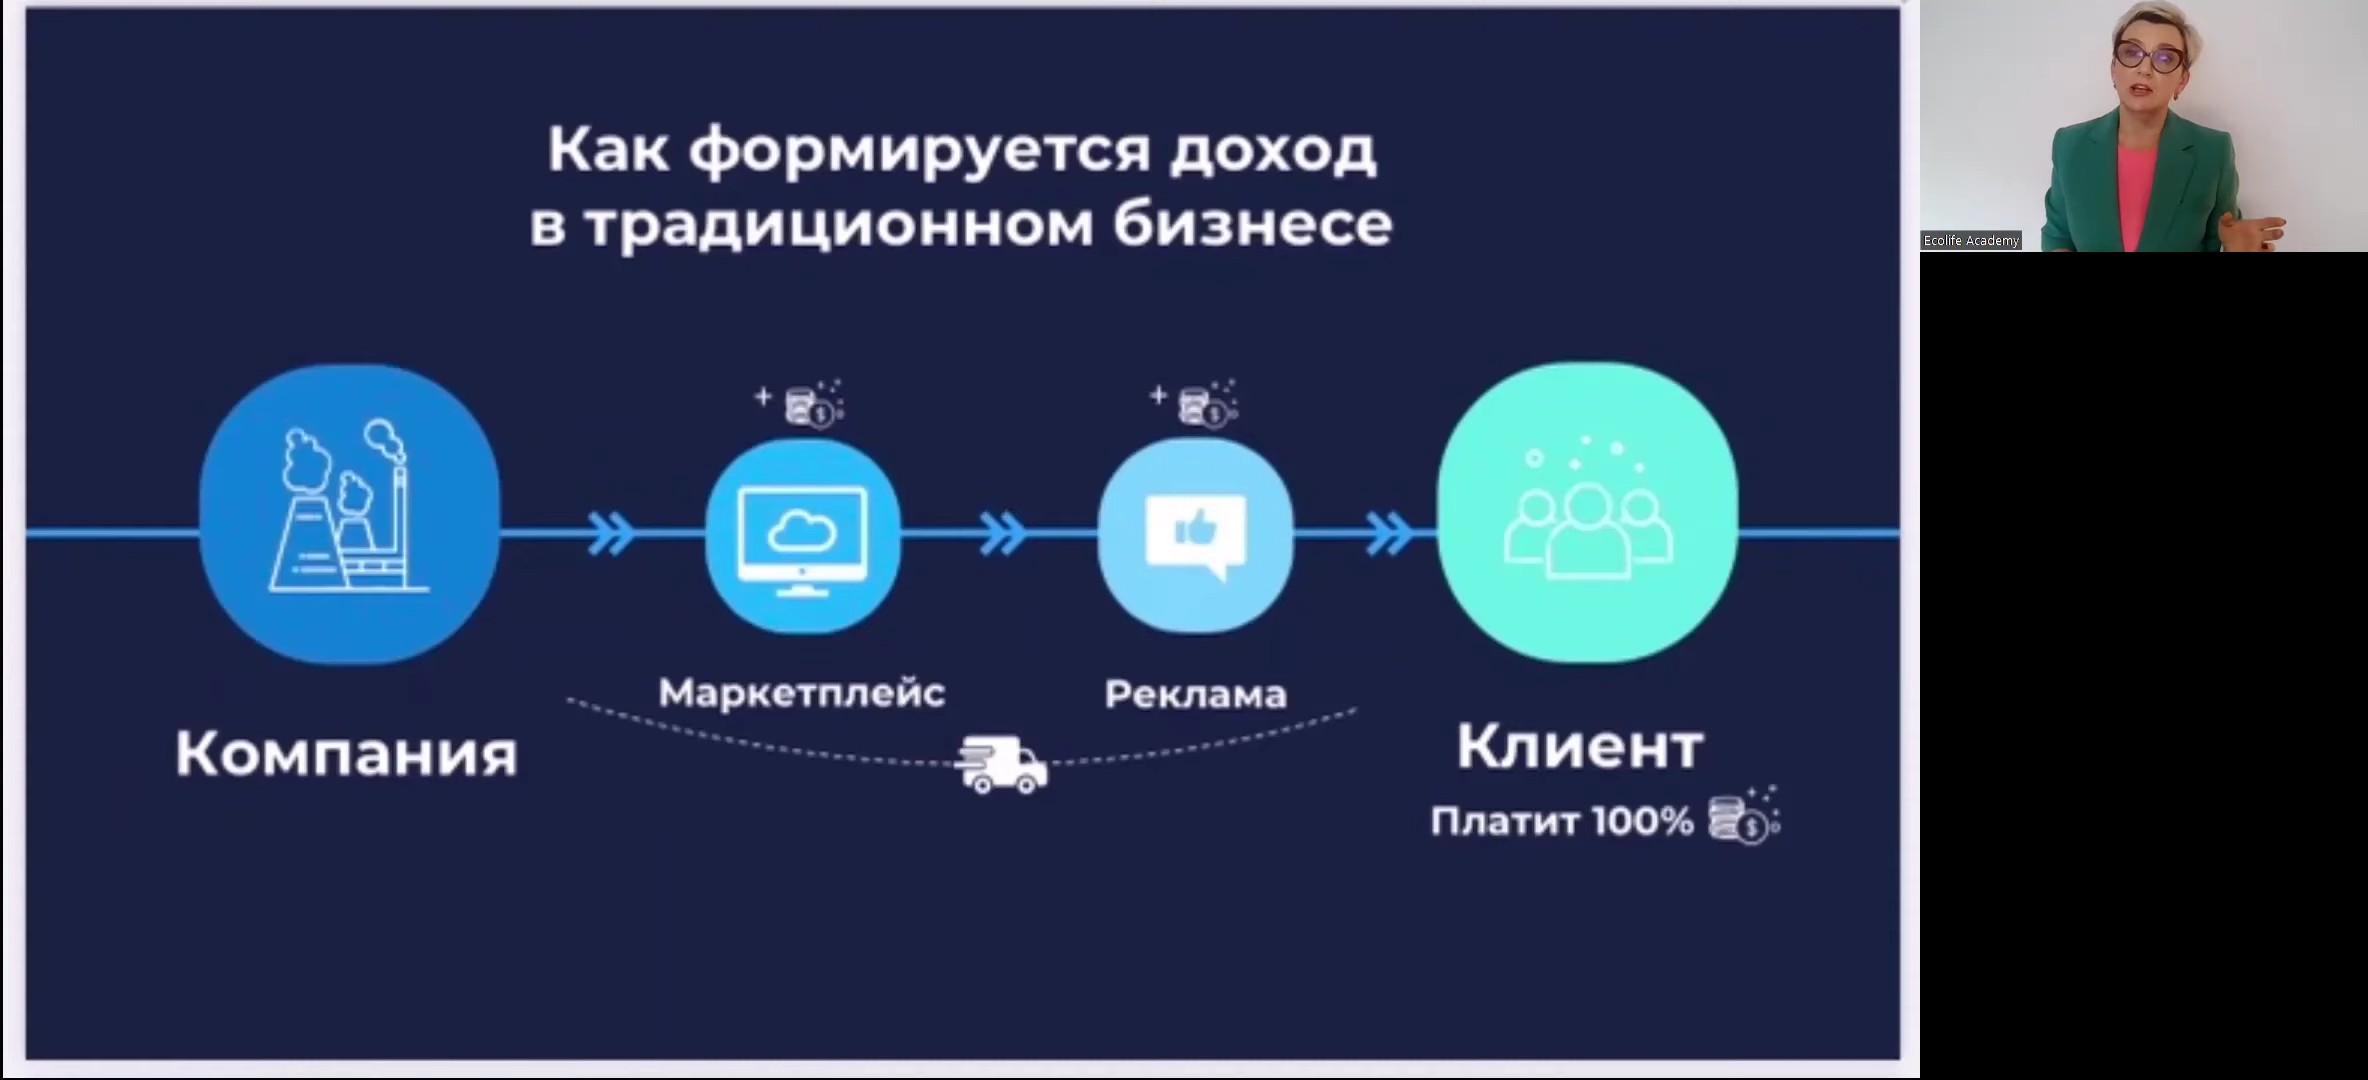 Как формируется доход
в традиционном бизнесе
Маркетплейс
Реклама
Компания
Клиент
Платит 100%
Ecolife Academy